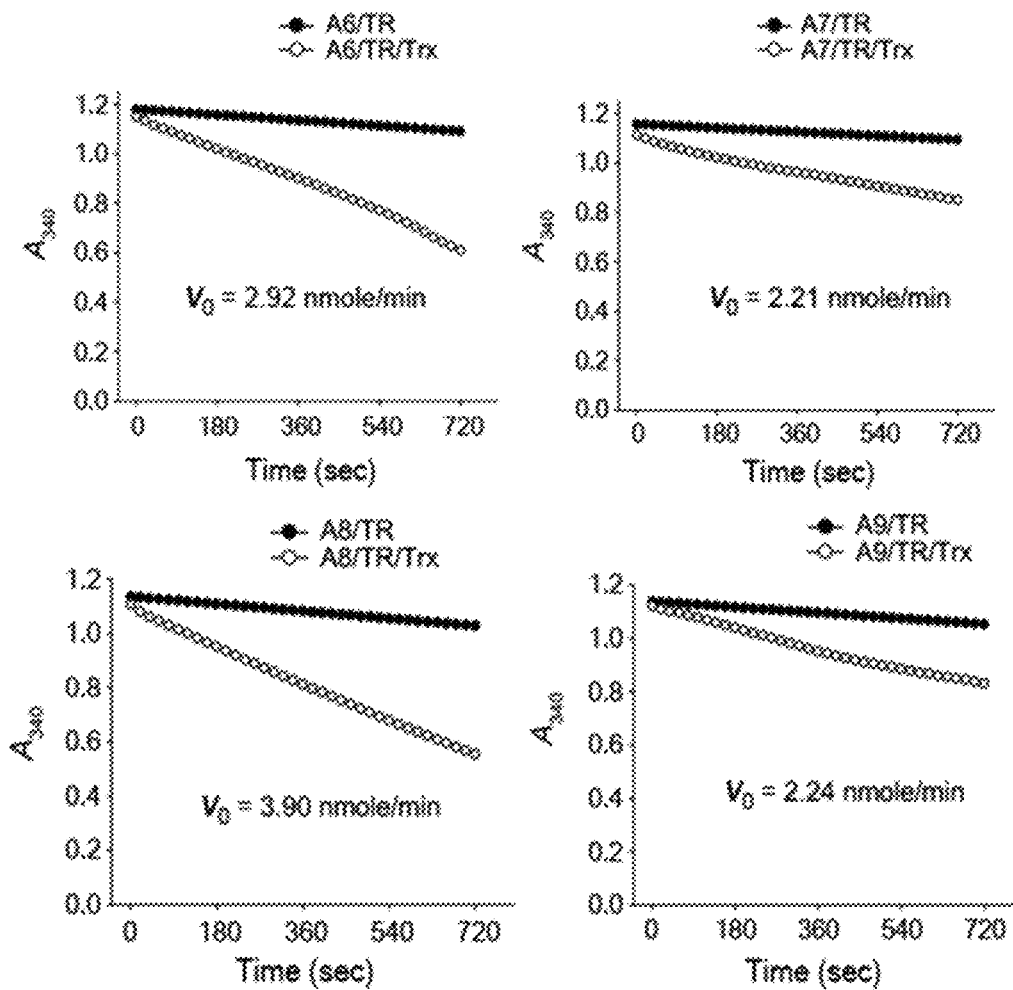 A6/TR
A6/TR/Trx
A7/TR
A7/TR/Trx
1.2
1.0
0.8
0.6
0.4
0.2
0.0
A340
V0 = 2.92 nmole/min
0 180 360 540 720
Time (sec)
1.2
1.0
0.8
0.6
0.4
0.2
0.0
A340
V0 = 2.21 nmole/min
0 180 360 540 720
Time (sec)
A8/TR
A8/TR/Trx
A9/TR
A9/TR/Trx
1.2
1.0
0.8
0.6
0.4
0.2
0.0
A340
V0 = 3.90 nmole/min
0 180 360 540 720
Time (sec)
1.2
1.0
0.8
0.6
0.4
0.2
0.0
A340
V0 = 2.24 nmole/min
0 180 360 540 720
Time (sec)